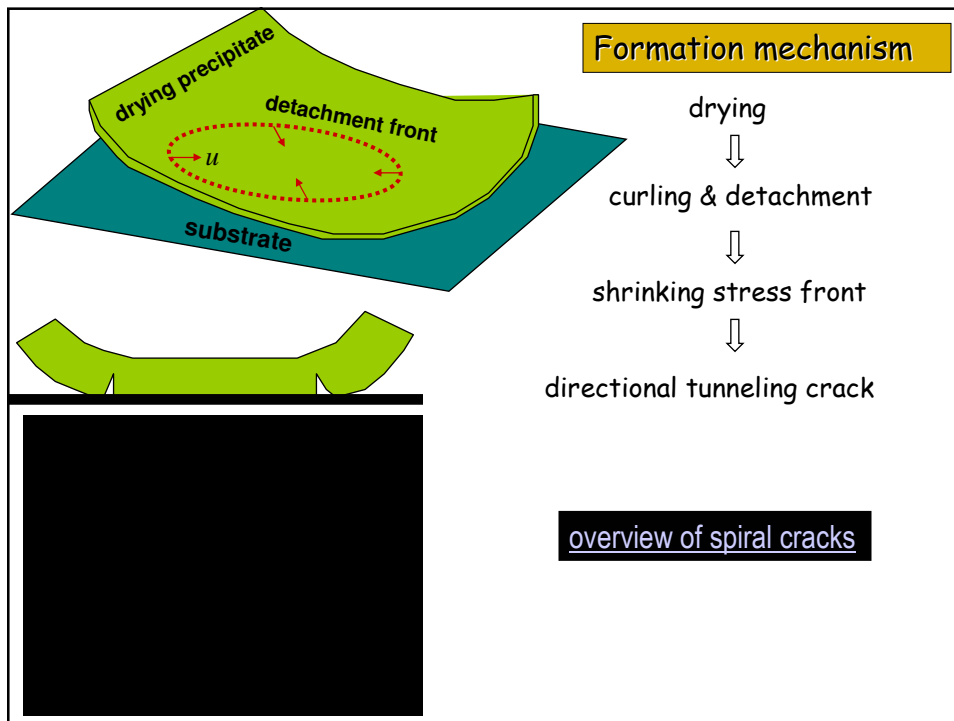 Formation mechanism
drying precipitate
detachment front
u
substrate
drying
curling & detachment
shrinking stress front
directional tunneling crack
overview of spiral cracks